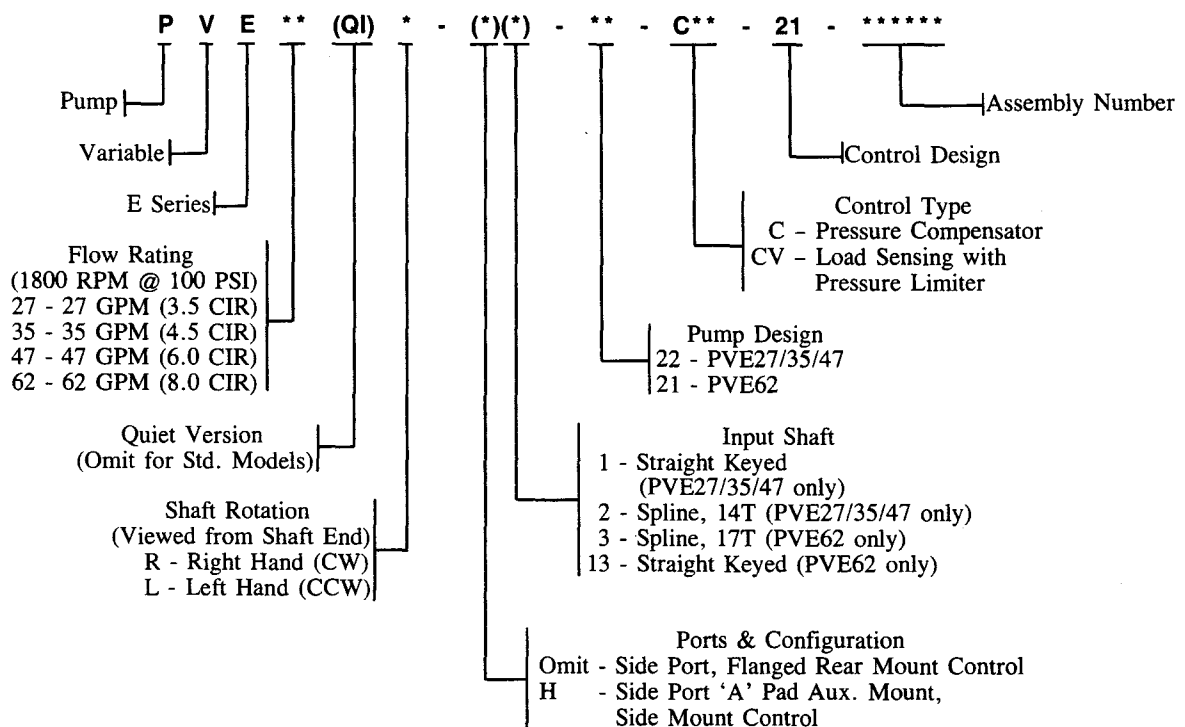 P V E ** (QI) * - (*)(*) - ** - C** - 21 - ******
Pump
Assembly Number
Variable
Control Design
E Series
Control Type
C - Pressure Compensator
CV - Load Sensing with
Pressure Limiter
Flow Rating
(1800 RPM @ 100 PSI)
27 - 27 GPM (3.5 CIR)
35 - 35 GPM (4.5 CIR)
47 - 47 GPM (6.0 CIR)
62 - 62 GPM (8.0 CIR)
Pump Design
22 - PVE27/35/47
21 - PVE62
Quiet Version
(Omit for Std. Models)
Input Shaft
1 - Straight Keyed
(PVE27/35/47 only)
2 - Spline, 14T (PVE27/35/47 only)
3 - Spline, 17T (PVE62 only)
13 - Straight Keyed (PVE62 only)
Shaft Rotation
(Viewed from Shaft End)
R - Right Hand (CW)
L - Left Hand (CCW)
Ports & Configuration
Omit - Side Port, Flanged Rear Mount Control
H - Side Port ‘A’ Pad Aux. Mount,
Side Mount Control